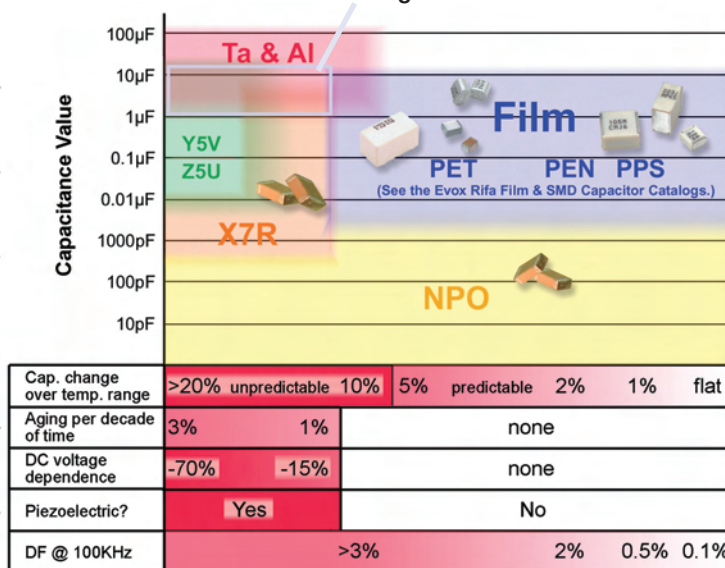 100µF
Ta & Al
10µF
1µF
Film
Y5V
0.1µF
Z5U
PET
PEN
PPS
(See the Evox Rifa Film & SMD Capacitor Catalogs.)
0.01µF
X7R
1000pF
100pF
NPO
10pF
Capacitance Value
Cap. change
over temp. range
>20% unpredictable 10% 5% predictable 2% 1% flat
Aging per decade
of time
3% 1% none
DC voltage
dependence
-70% -15% none
Piezoelectric?
Yes No
DF @ 100KHz
>3% 2% 0.5% 0.1%